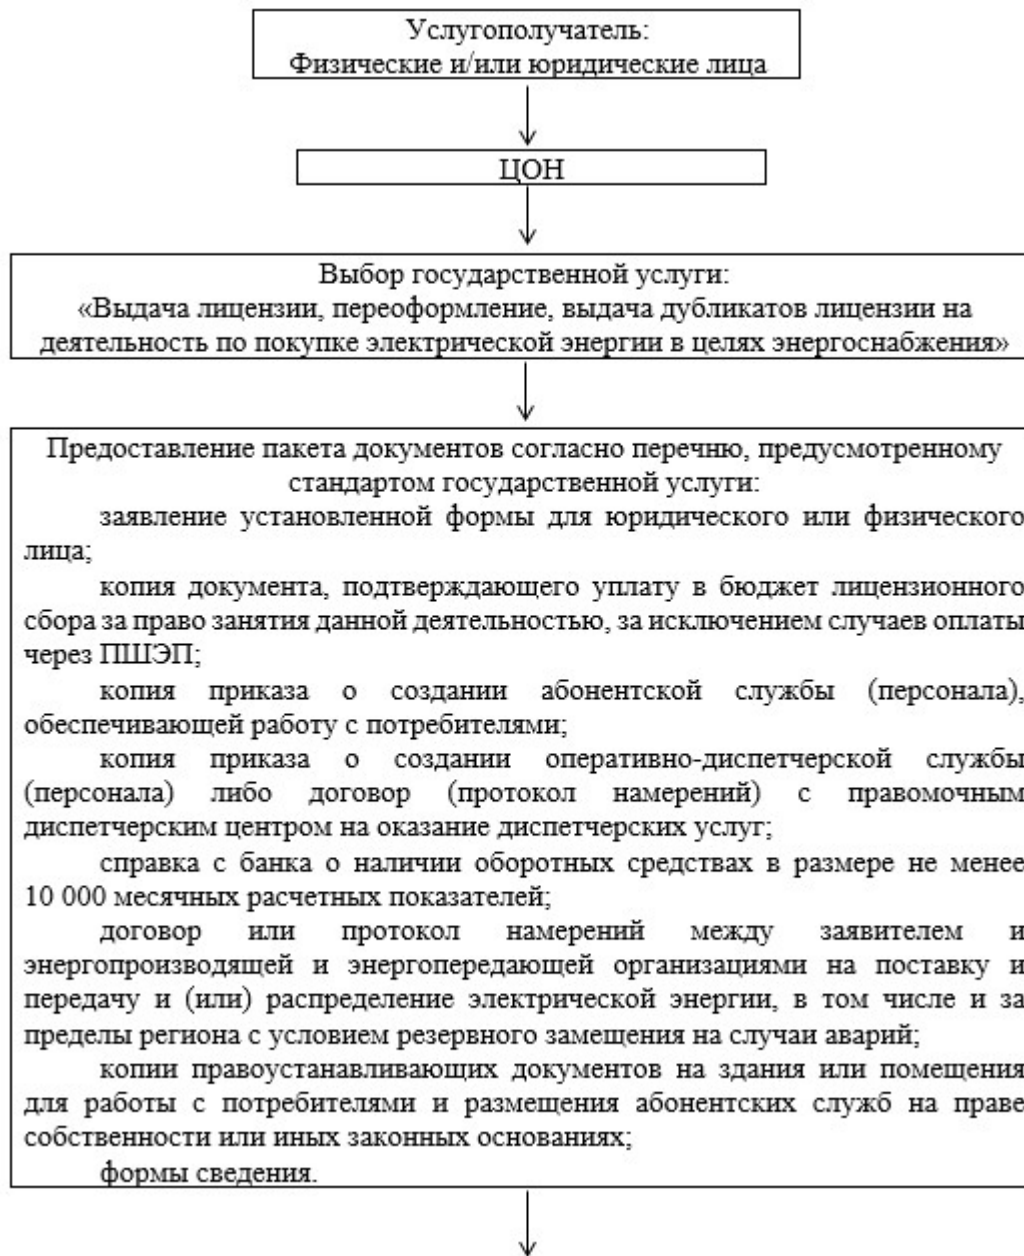 Услугополучатель:
Физические и/или юридические лица
ЦОН
Выбор государственной услуги:
«Выдача лицензии, переоформление, выдача дубликатов лицензии на
деятельность по покупке электрической энергии в целях энергоснабжения»
Предоставление пакета документов согласно перечню, предусмотренному
стандартом государственной услуги:
заявление установленной формы для юридического или физического
лица;
копия документа, подтверждающего уплату в бюджет лицензионного
сбора за право занятия данной деятельностью, за исключением случаев оплаты
через ПШЭП;
копия приказа о создании абонентской службы (персонала),
обеспечивающей работу с потребителями;
копия приказа о создании оперативно-диспетчерской службы
(персонала) либо договор (протокол намерений) с правомочным
диспетчерским центром на оказание диспетчерских услуг;
справка с банка о наличии оборотных средствах в размере не менее
10 000 месячных расчетных показателей;
договор или протокол намерений между заявителем и
энергопроизводящей и энергопередающей организациями на поставку и
передачу и (или) распределение электрической энергии, в том числе и за
пределы региона с условием резервного замещения на случаи аварий;
копии правоустанавливающих документов на здания или помещения
для работы с потребителями и размещения абонентских служб на праве
собственности или иных законных основаниях;
формы сведения.